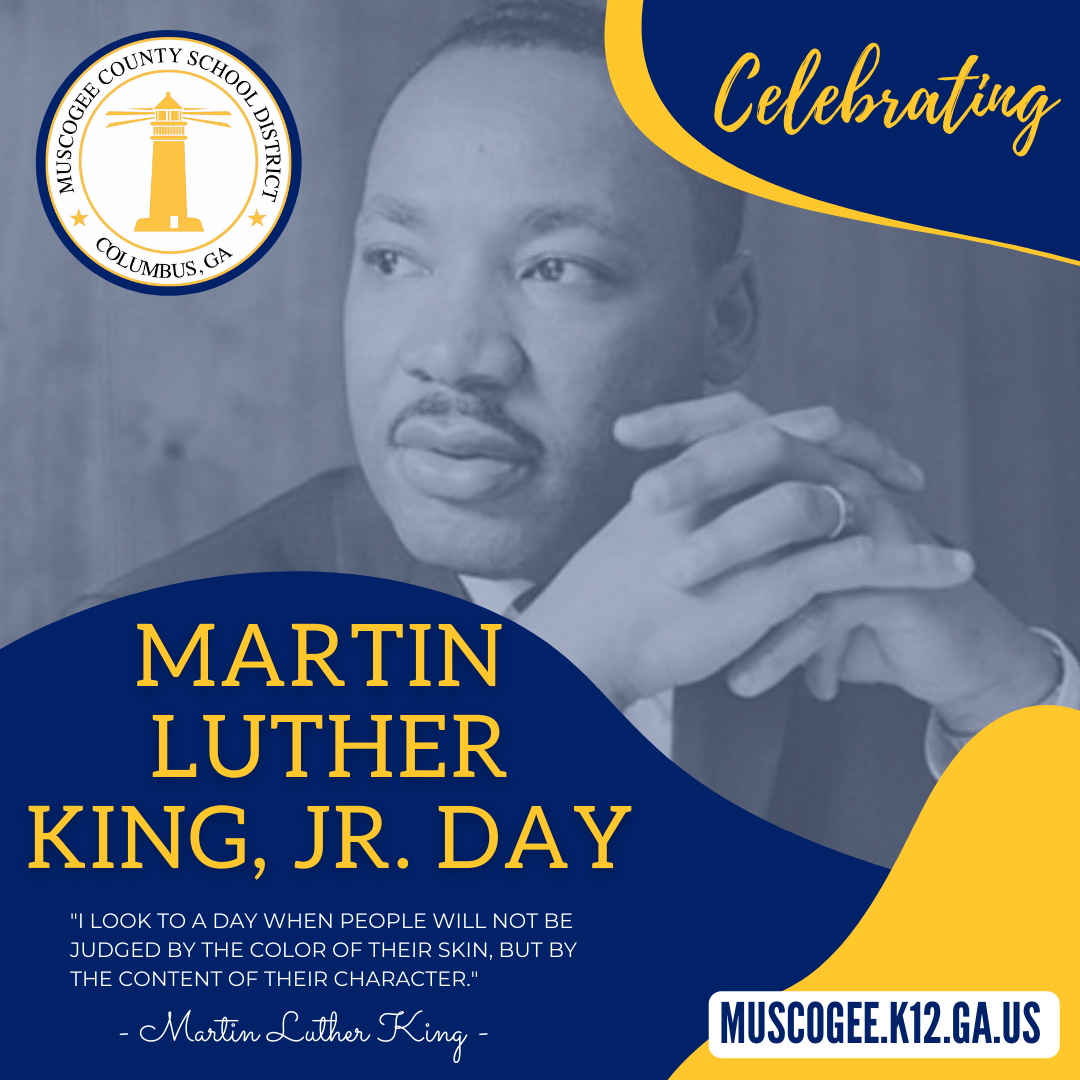 MUSCOGEE COUNTY SCHOOL DISTRICT
COLUMBUS, GA
Celebrating
MARTIN
LUTHER
KING, JR. DAY
"I LOOK TO A DAY WHEN PEOPLE WILL NOT BE
JUDGED BY THE COLOR OF THEIR SKIN, BUT BY
THE CONTENT OF THEIR CHARACTER."
- Martin Luther King -
MUSCOGEE.K12.GA.US